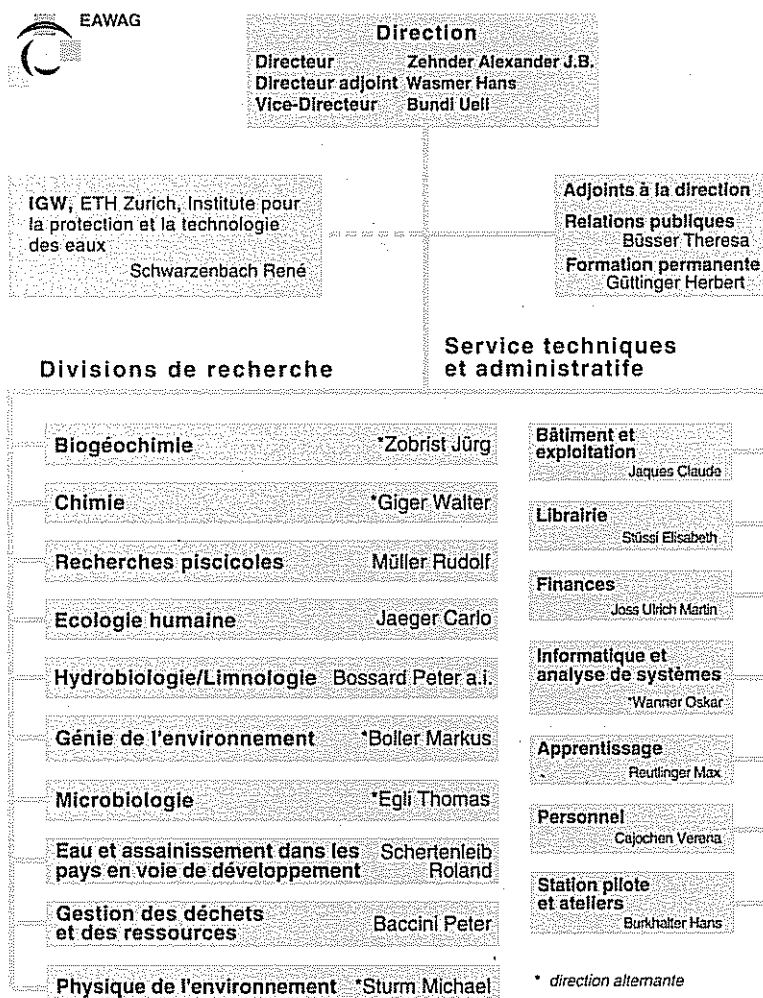 EAWAG
Direction
Directeur Zehnder Alexander J.B.
Directeur adjoint Wasmer Hans
Vice-Directeur Bundi Ueli
IGW, ETH Zurich, Institute pour
la protection et la technologie
des eaux
Schwarzenbach René
Adjoints à la direction
Relations publiques
Büsser Theresa
Formation permanente
Güttinger Herbert
Divisions de recherche
Biogéochimie *Zobrist Jürg
Chimie *Giger Walter
Recherches piscicoles Müller Rudolf
Ecologie humaine Jaeger Carlo
Hydrobiologie/Limnologie Bossard Peter a.i.
Génie de l'environnement *Boller Markus
Microbiologie *Egli Thomas
Eau et assainissement dans les Schertenleib
pays en voie de développement Roland
Gestion des déchets
et des ressources Baccini Peter
Physique de l'environnement *Sturm Michael
Service techniques
et administratife
Bâtiment et
exploitation
Jaques Claude
Librairie
Stüssi Elisabeth
Finances
Joss Ulrich Martin
Informatique et
analyse de systèmes
*Wanner Oskar
Apprentissage
Reutlinger Max
Personnel
Cajochen Verena
Station pilote
et ateliers
Burkhalter Hans
* direction alternante